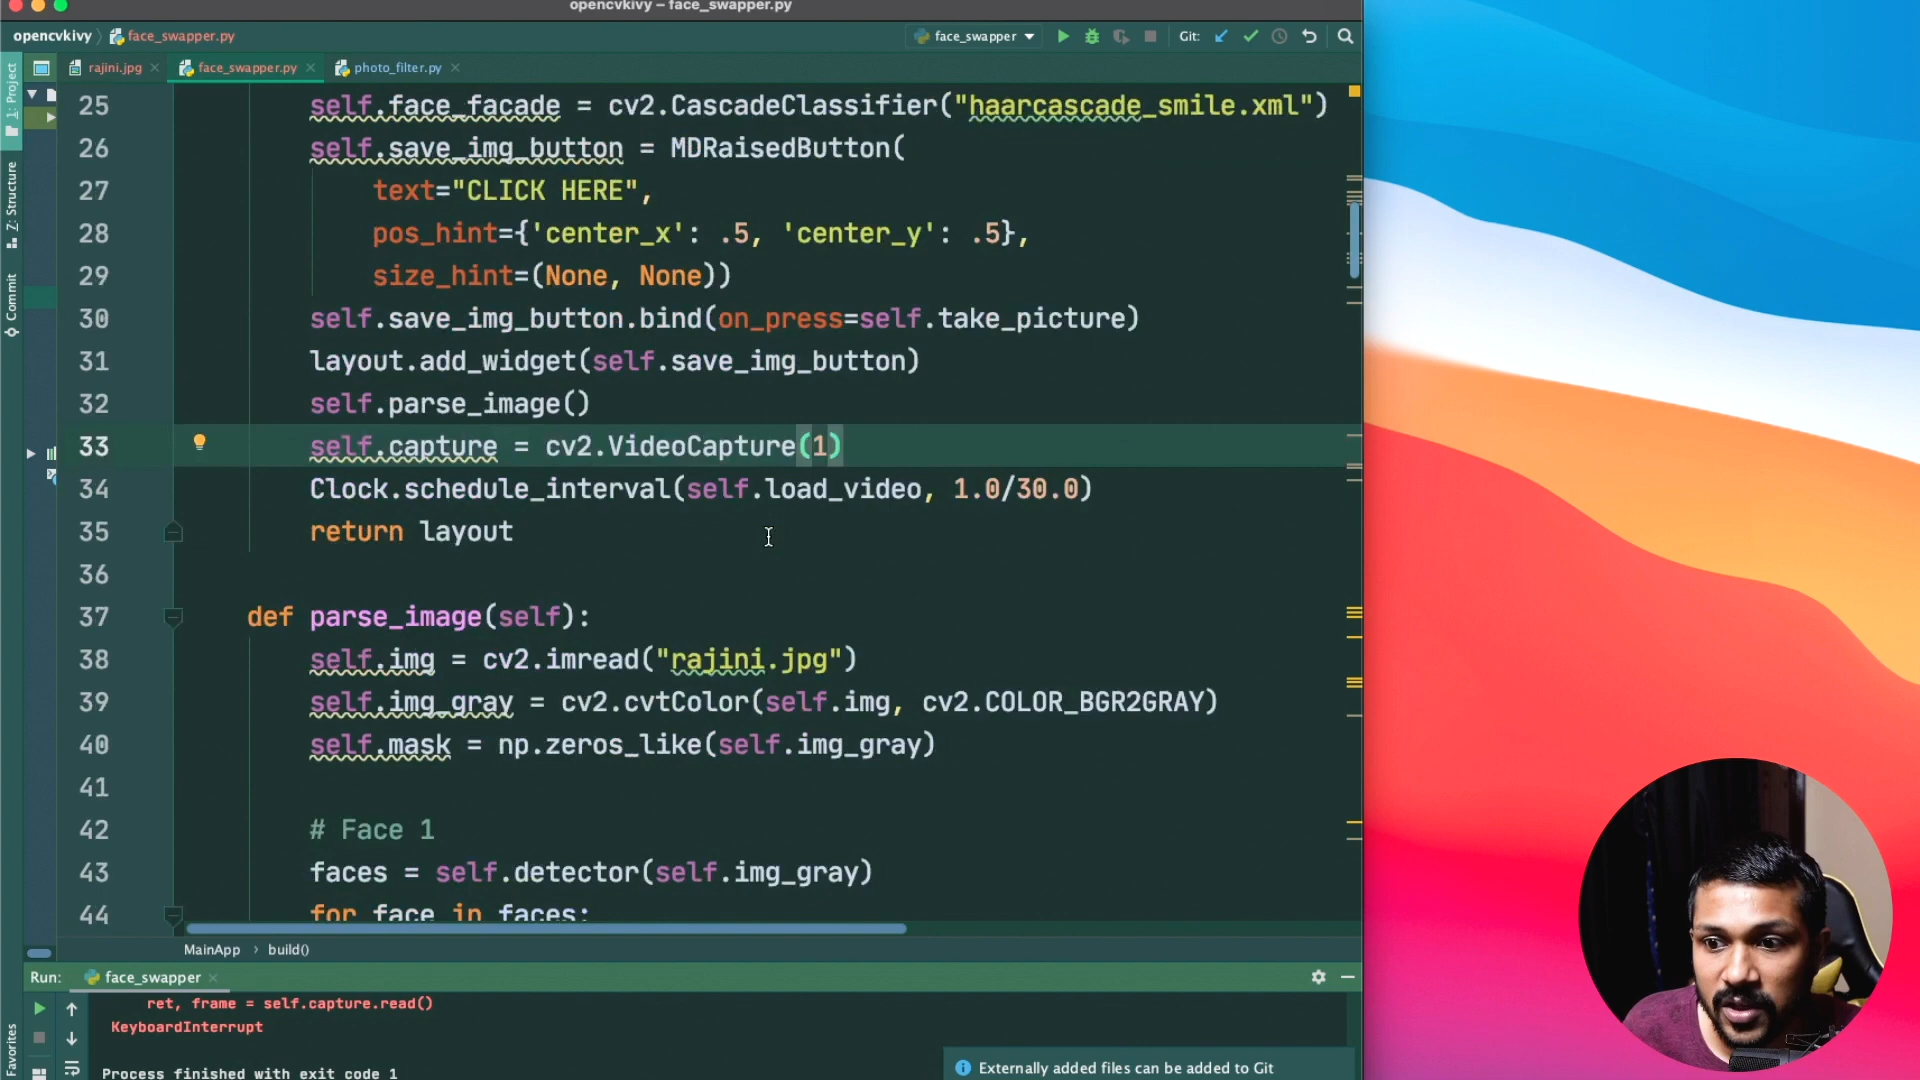 opencvkivy – face_swapper.py
opencvkivy
face_swapper.py
face_swapper
Git:
1: Project
rajini.jpg
face_swapper.py
photo_filter.py
Z: Structure
Commit
Favorites
25 self.face_facade = cv2.CascadeClassifier("haarcascade_smile.xml")
26 self.save_img_button = MDRaisedButton(
27 text="CLICK HERE",
28 pos_hint={'center_x': .5, 'center_y': .5},
29 size_hint=(None, None))
30 self.save_img_button.bind(on_press=self.take_picture)
31 layout.add_widget(self.save_img_button)
32 self.parse_image()
33 self.capture = cv2.VideoCapture(1)
34 Clock.schedule_interval(self.load_video, 1.0/30.0)
35 return layout
36
37 def parse_image(self):
38 self.img = cv2.imread("rajini.jpg")
39 self.img_gray = cv2.cvtColor(self.img, cv2.COLOR_BGR2GRAY)
40 self.mask = np.zeros_like(self.img_gray)
41
42 # Face 1
43 faces = self.detector(self.img_gray)
44 for face in faces:
MainApp › build()
Run: face_swapper
ret, frame = self.capture.read()
KeyboardInterrupt
Process finished with exit code 1
Externally added files can be added to Git